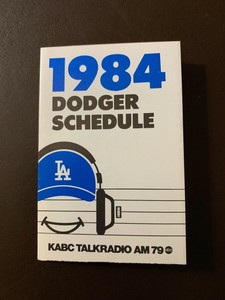 1984
DODGER
SCHEDULE
LA
KABC TALKRADIO AM 79